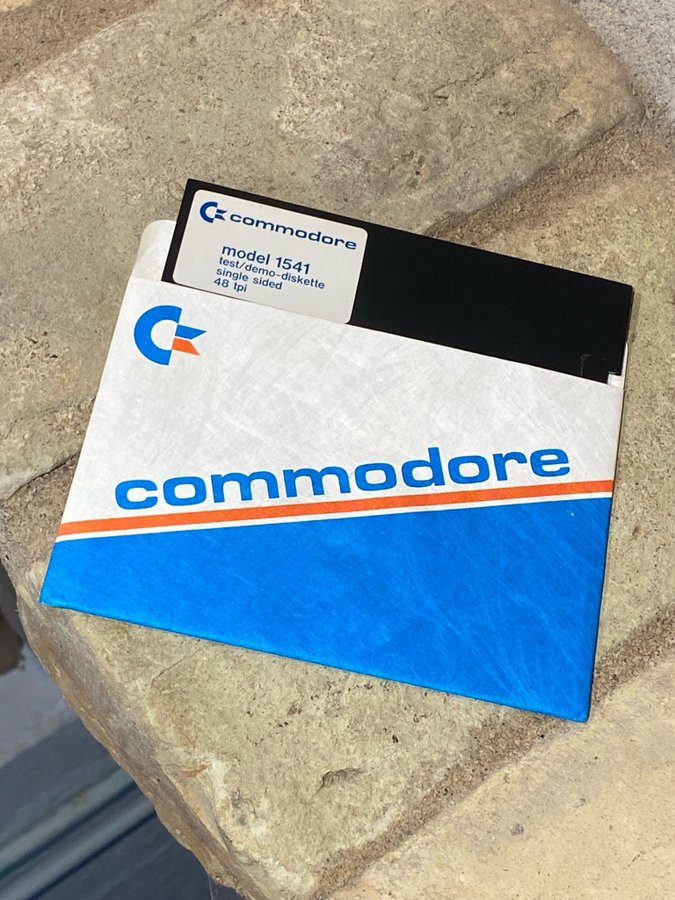 commodore
model 1541
test/demo-diskette
single sided
48 tpi
commodore